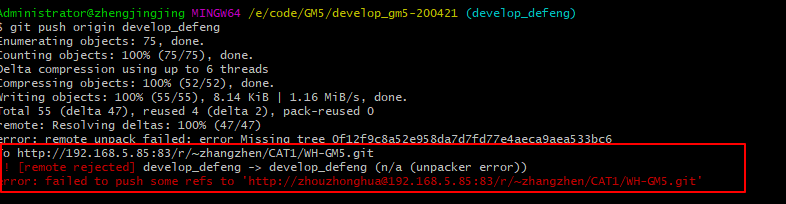 Administrator@zhengjingjing MINGW64 /e/code/GM5/develop_gm5-200421 (develop_defeng)
$ git push origin develop_defeng
Enumerating objects: 75, done.
Counting objects: 100% (75/75), done.
Delta compression using up to 6 threads
Compressing objects: 100% (52/52), done.
Writing objects: 100% (55/55), 8.14 KiB | 1.16 MiB/s, done.
Total 55 (delta 47), reused 4 (delta 2), pack-reused 0
remote: Resolving deltas: 100% (47/47)
error: remote unpack failed: error Missing tree 0f12f9c8a52e958da7d7fd77e4aeca9aea533bc6
To http://192.168.5.85:83/r/~zhangzhen/CAT1/WH-GM5.git
! [remote rejected] develop_defeng -> develop_defeng (n/a (unpacker error))
error: failed to push some refs to 'http://zhouzhonghua@192.168.5.85:83/r/~zhangzhen/CAT1/WH-GM5.git'